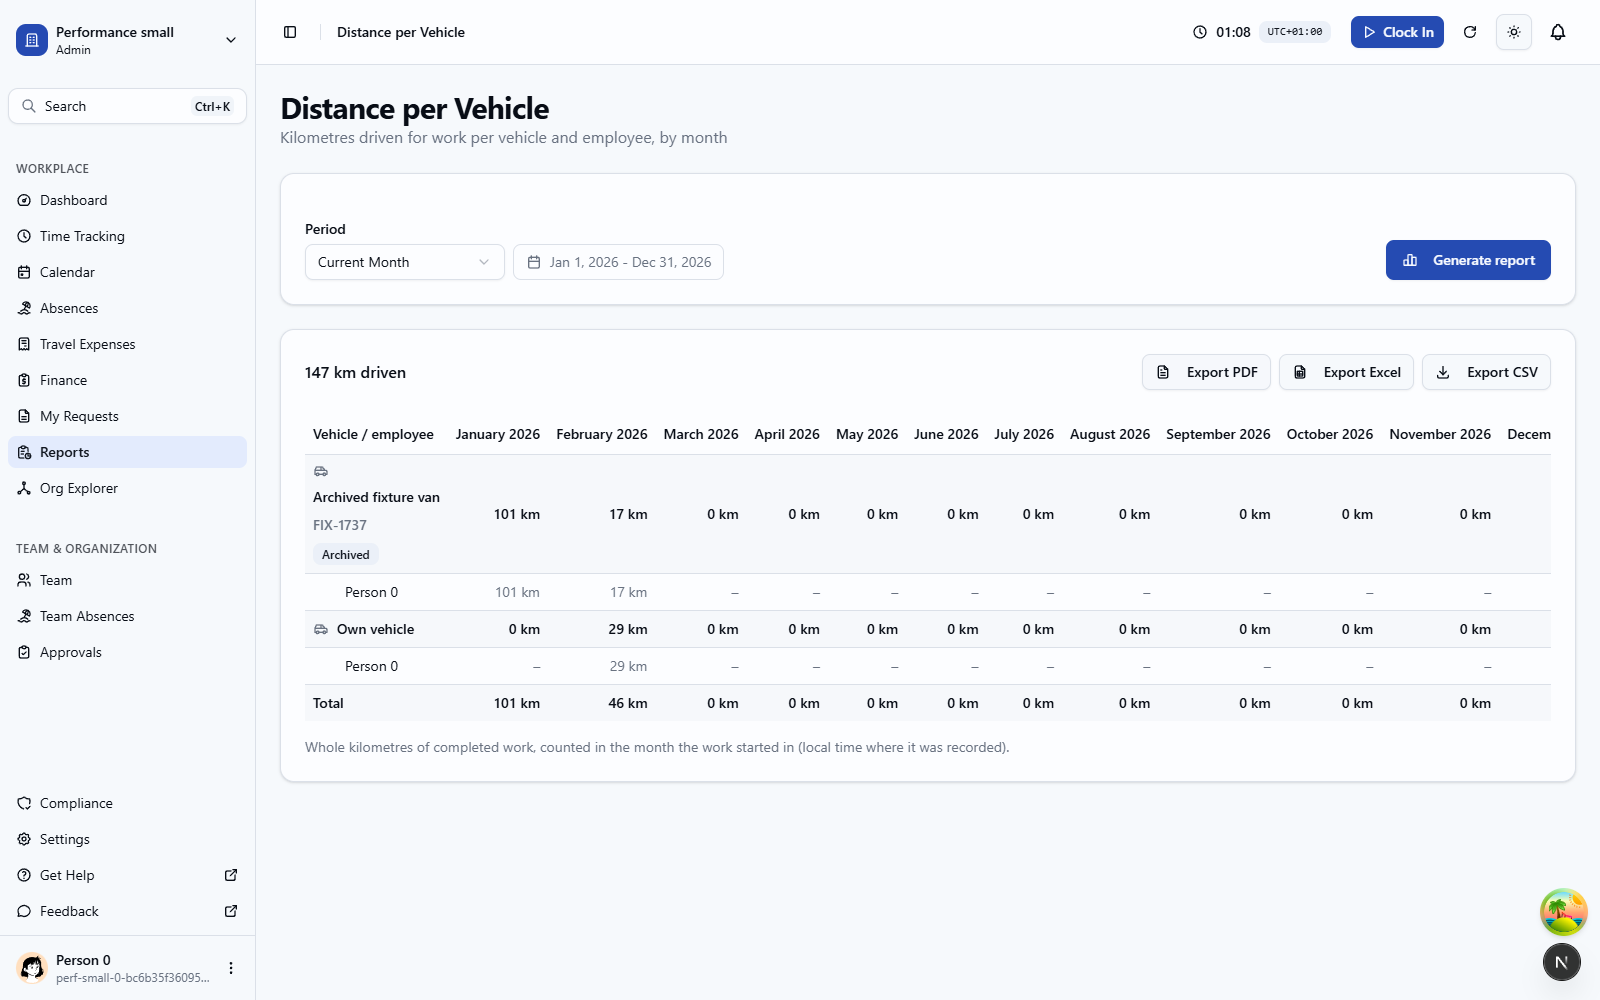 Performance small
Admin
Search
Ctrl+K
WORKPLACE
Dashboard
Time Tracking
Calendar
Absences
Travel Expenses
Finance
My Requests
Reports
Org Explorer
TEAM & ORGANIZATION
Team
Team Absences
Approvals
Compliance
Settings
Get Help
Feedback
Person 0
perf-small-0-bc6b35f36095...
Distance per Vehicle
01:08 UTC+01:00 Clock In
Distance per Vehicle
Kilometres driven for work per vehicle and employee, by month
Period
Current Month
Jan 1, 2026 - Dec 31, 2026
Generate report
147 km driven
Export PDF
Export Excel
Export CSV
Vehicle / employee January 2026 February 2026 March 2026 April 2026 May 2026 June 2026 July 2026 August 2026 September 2026 October 2026 November 2026 Decem
Archived fixture van
FIX-1737
Archived
101 km 17 km 0 km 0 km 0 km 0 km 0 km 0 km 0 km 0 km 0 km
Person 0 101 km 17 km – – – – – – – – –
Own vehicle 0 km 29 km 0 km 0 km 0 km 0 km 0 km 0 km 0 km 0 km 0 km
Person 0 – 29 km – – – – – – – – –
Total 101 km 46 km 0 km 0 km 0 km 0 km 0 km 0 km 0 km 0 km 0 km
Whole kilometres of completed work, counted in the month the work started in (local time where it was recorded).
N